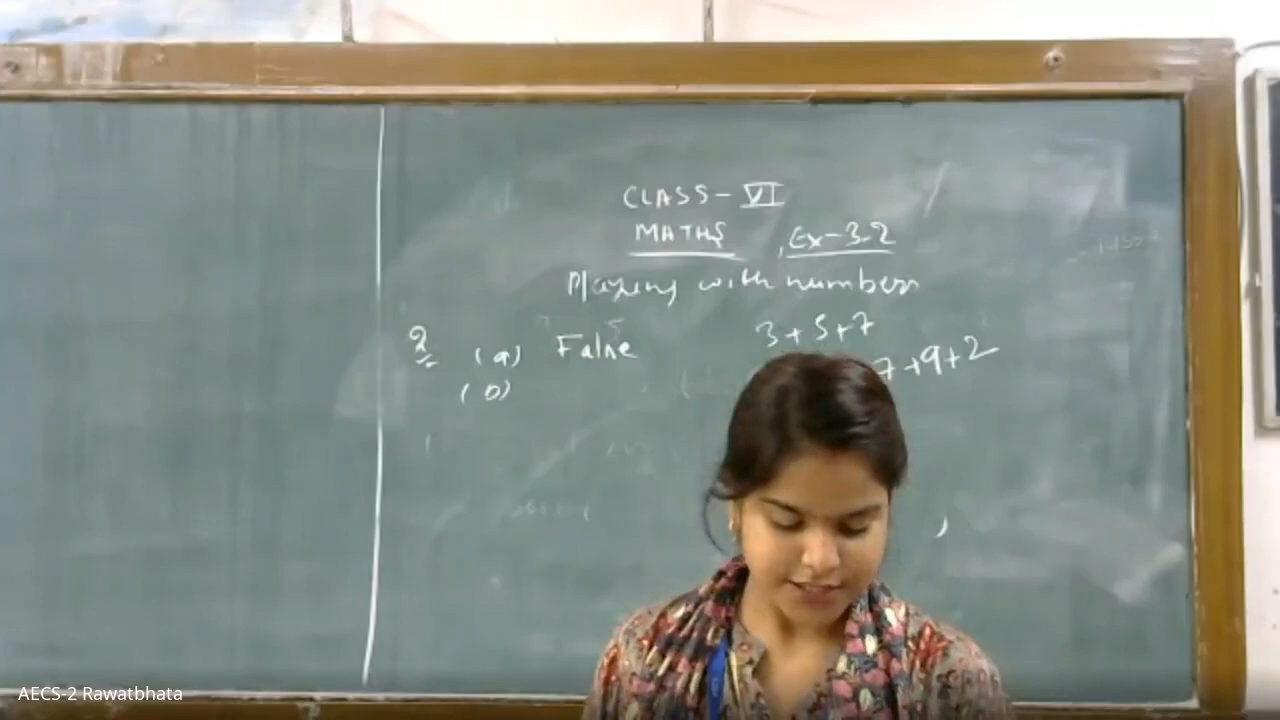 CLASS-VI
MATHS, Ex-3.2
Playing with numbers
2 (a) False 3+5+7
7+9+2
(b)
AECS-2 Rawatbhata